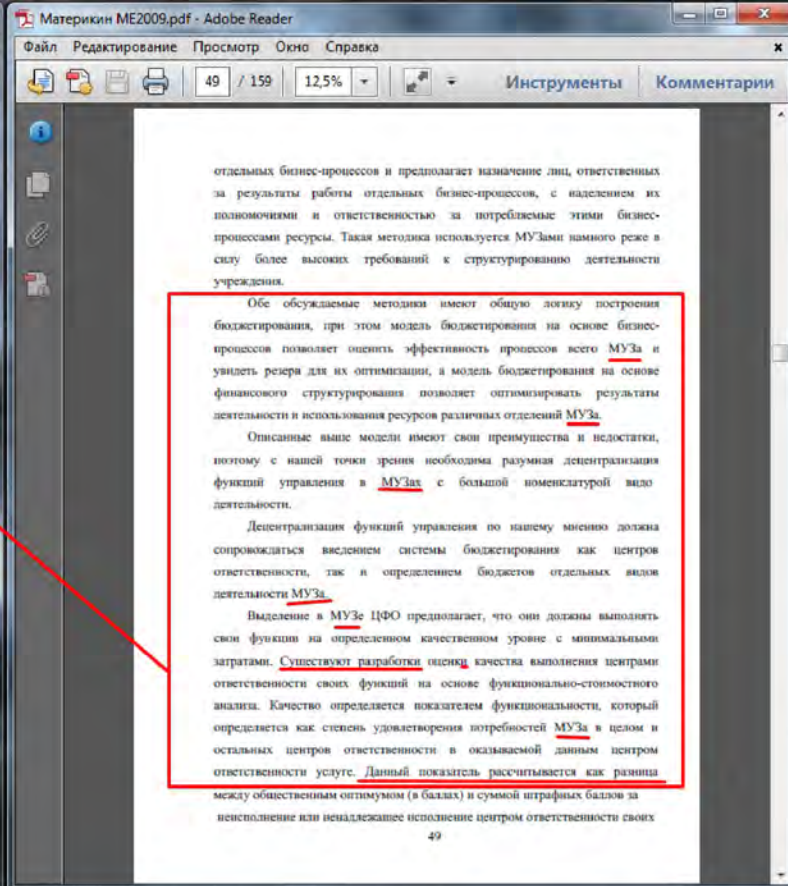 Материкин МЕ2009.pdf - Adobe Reader
Файл Редактирование Просмотр Окно Справка
49 / 159 12,5% Инструменты Комментарии
отдельных бизнес-процессов и предполагает назначение лиц, ответственных
за результаты работы отдельных бизнес-процессов, с наделением их
полномочиями и ответственностью за потребляемые этими бизнес-
процессами ресурсы. Такая методика используется МУЗами намного реже в
силу более высоких требований к структурированию деятельности
учреждения.
Обе обсуждаемые методики имеют общую логику построения
бюджетирования, при этом модель бюджетирования на основе бизнес-
процессов позволяет оценить эффективность процессов всего МУЗа и
увидеть резерв для их оптимизации, а модель бюджетирования на основе
финансового структурирования позволяет оптимизировать результаты
деятельности и использования ресурсов различных отделений МУЗа.
Описанные выше модели имеют свои преимущества и недостатки,
поэтому с нашей точки зрения необходима разумная децентрализация
функций управления в МУЗах с большой номенклатурой видо
деятельности.
Децентрализация функций управления по нашему мнению должна
сопровождаться введением системы бюджетирования как центров
ответственности, так и определением бюджетов отдельных видов
деятельности МУЗа.
Выделение в МУЗе ЦФО предполагает, что они должны выполнять
свои функции на определенном качественном уровне с минимальными
затратами. Существуют разработки оценки качества выполнения центрами
ответственности своих функций на основе функционально-стоимостного
анализа. Качество определяется показателем функциональности, который
определяется как степень удовлетворения потребностей МУЗа в целом и
остальных центров ответственности в оказываемой данным центром
ответственности услуге. Данный показатель рассчитывается как разница
между общественным оптимумом (в баллах) и суммой штрафных баллов за
неисполнение или ненадлежащее исполнение центром ответственности своих
49